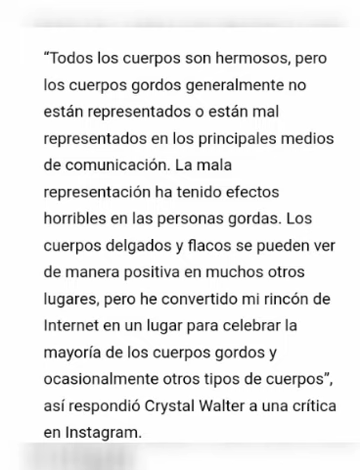 “Todos los cuerpos son hermosos, pero
los cuerpos gordos generalmente no
están representados o están mal
representados en los principales medios
de comunicación. La mala
representación ha tenido efectos
horribles en las personas gordas. Los
cuerpos delgados y flacos se pueden ver
de manera positiva en muchos otros
lugares, pero he convertido mi rincón de
Internet en un lugar para celebrar la
mayoría de los cuerpos gordos y
ocasionalmente otros tipos de cuerpos”,
así respondió Crystal Walter a una crítica
en Instagram.